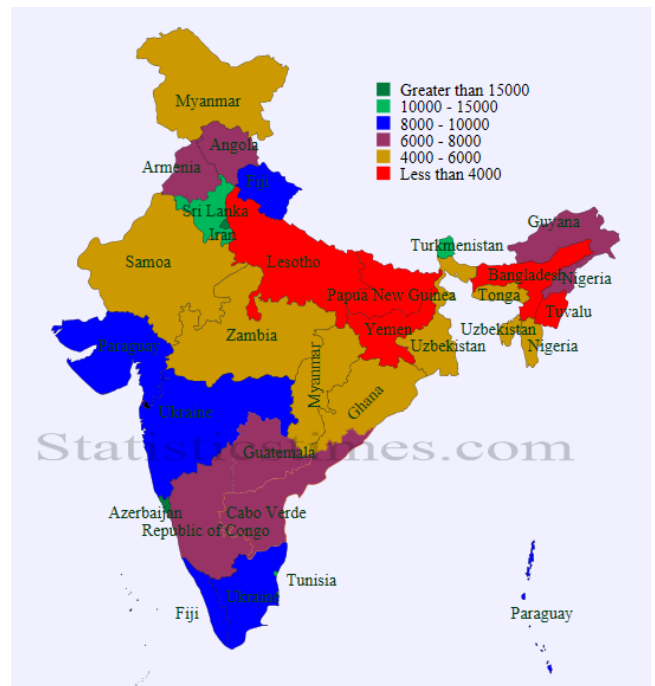 Greater than 15000
10000 - 15000
8000 - 10000
6000 - 8000
4000 - 6000
Less than 4000
Myanmar
Angola
Armenia
Fiji
Sri Lanka
Iran
Guyana
Turkmenistan
Samoa
Lesotho
Bangladesh
Nigeria
Papua New Guinea
Tonga
Tuvalu
Zambia
Yemen
Uzbekistan
Uzbekistan
Nigeria
Paraguay
Myanmar
Ghana
Ukraine
Statisticstimes.com
Guatemala
Azerbaijan
Cabo Verde
Republic of Congo
Tunisia
Ukraine
Fiji
Paraguay